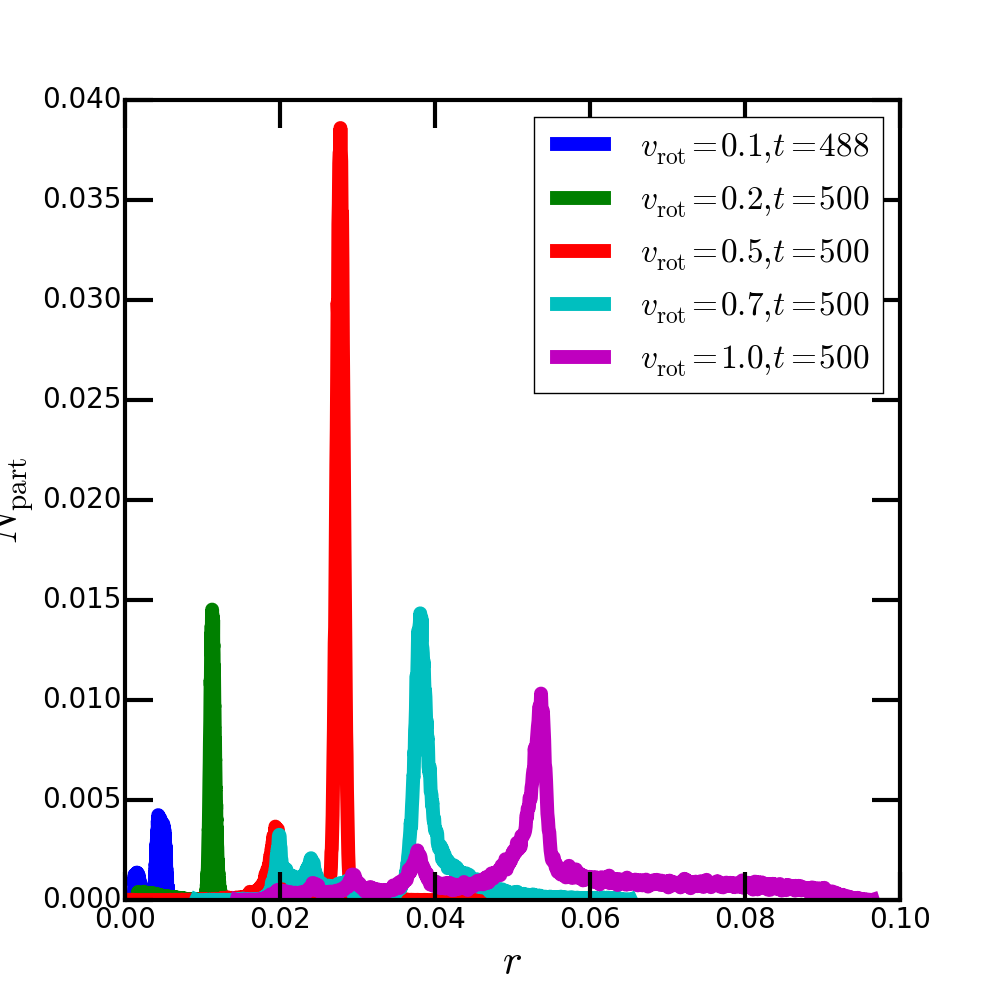 0.040
0.035
0.030
0.025
0.020
0.015
0.010
0.005
0.000
N_part
v_rot = 0.1, t = 488
v_rot = 0.2, t = 500
v_rot = 0.5, t = 500
v_rot = 0.7, t = 500
v_rot = 1.0, t = 500
0.00 0.02 0.04 0.06 0.08 0.10
r